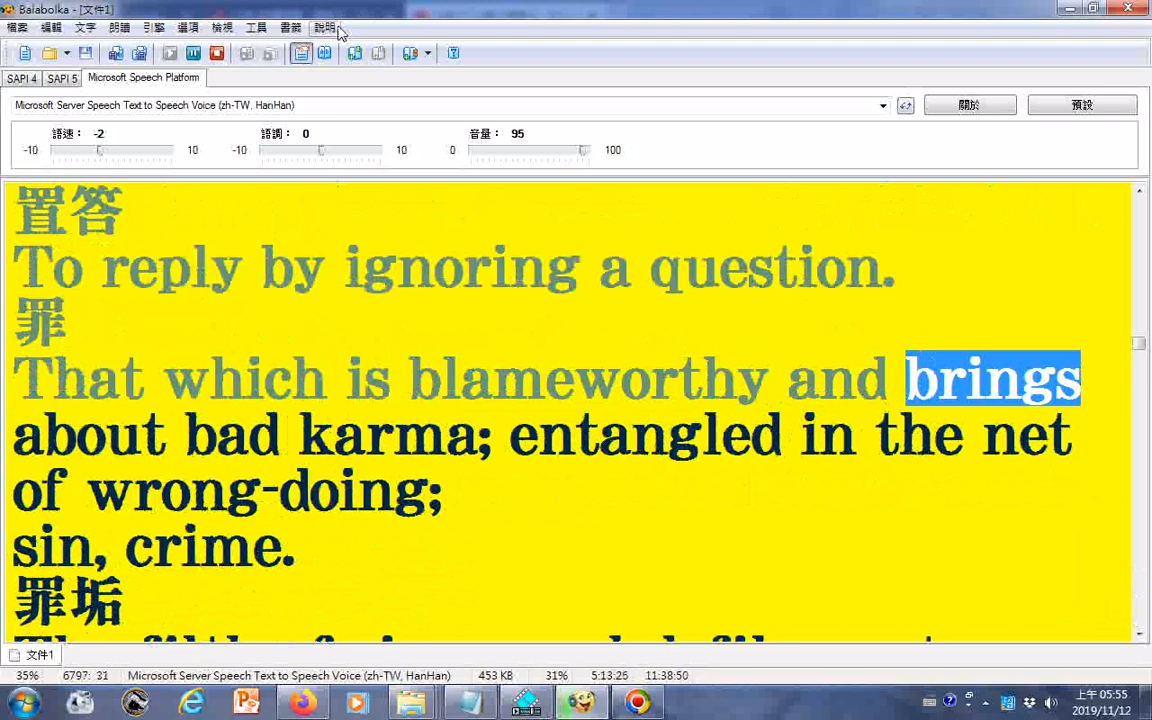 Balabolka - [文件1]
檔案 編輯 文字 朗讀 引擎 選項 檢視 工具 書籤 說明
SAPI 4 SAPI 5 Microsoft Speech Platform
Microsoft Server Speech Text to Speech Voice (zh-TW, HanHan) 關於 預設
語速： -2 語調： 0 音量： 95
-10 10 -10 10 0 100
置答
To reply by ignoring a question.
罪
That which is blameworthy and brings
about bad karma; entangled in the net
of wrong-doing;
sin, crime.
罪垢
文件1
35% 6797: 31 Microsoft Server Speech Text to Speech Voice (zh-TW, HanHan) 453 KB 31% 5:13:26 11:38:50
上午 05:55
2019/11/12